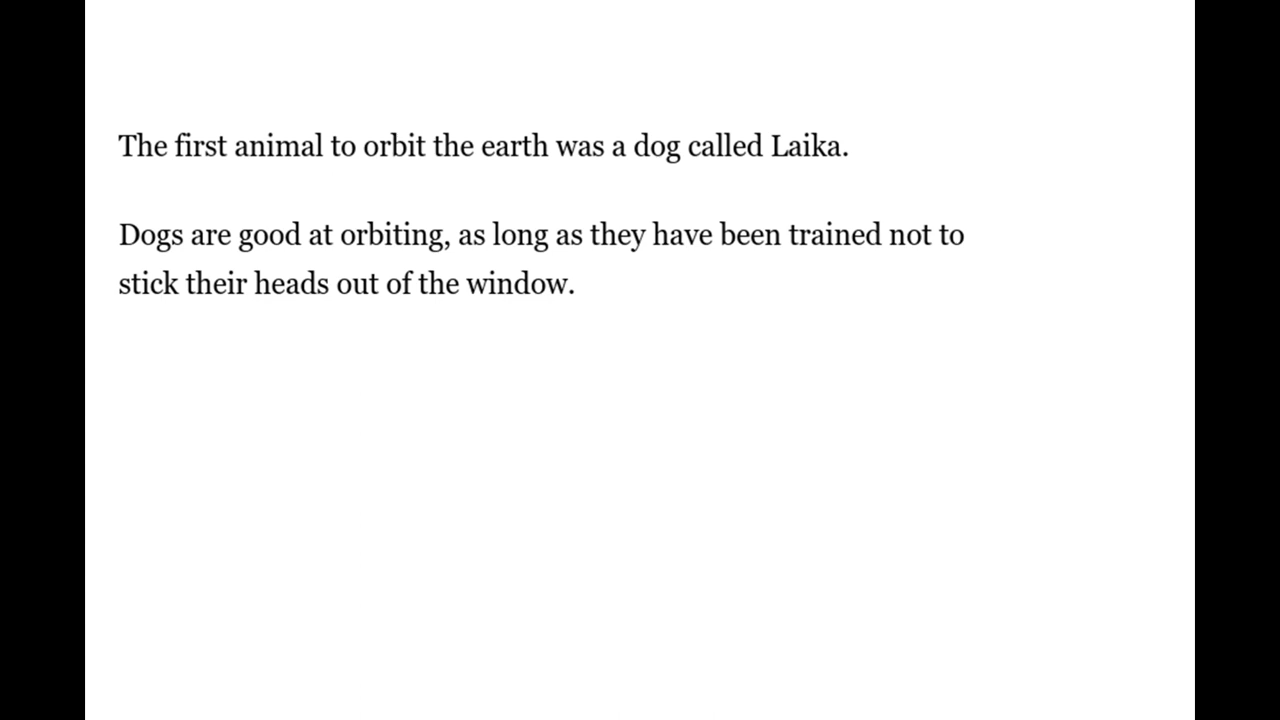 The first animal to orbit the earth was a dog called Laika.
Dogs are good at orbiting, as long as they have been trained not to
stick their heads out of the window.